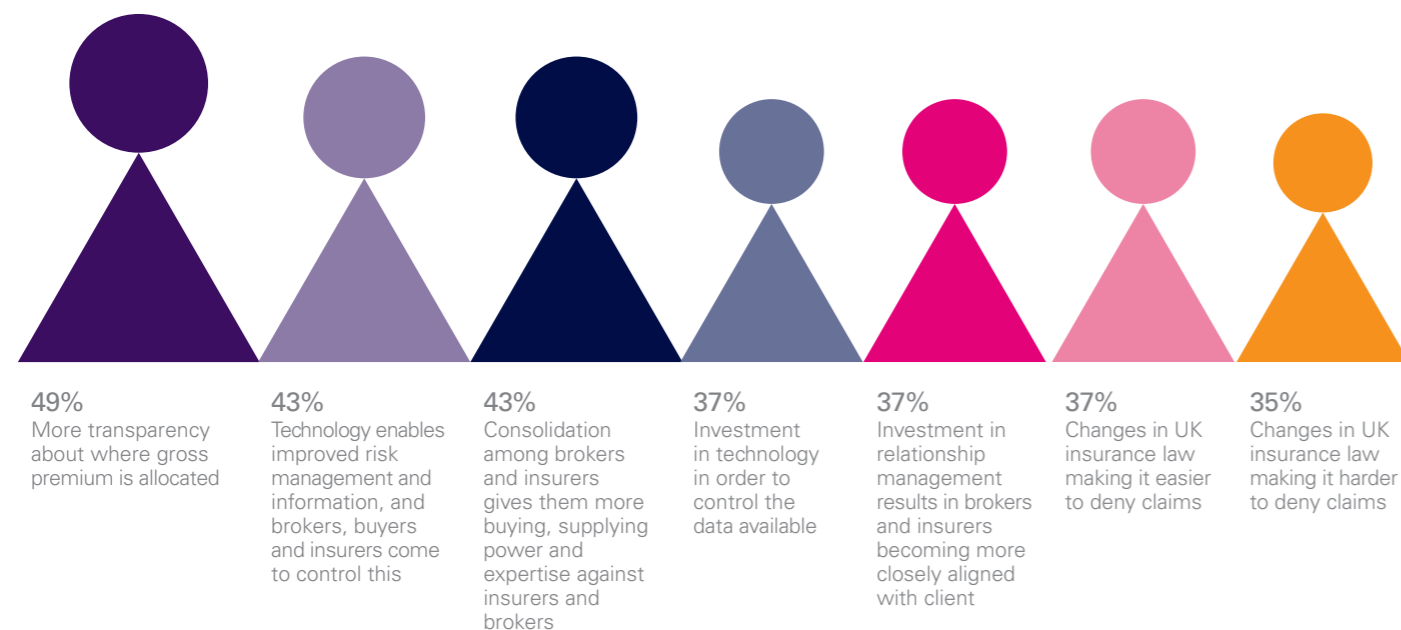 49%
More transparency
about where gross
premium is allocated
43%
Technology enables
improved risk
management and
information, and
brokers, buyers
and insurers come
to control this
43%
Consolidation
among brokers
and insurers
gives them more
buying, supplying
power and
expertise against
insurers and
brokers
37%
Investment
in technology
in order to
control the
data available
37%
Investment in
relationship
management
results in brokers
and insurers
becoming more
closely aligned
with client
37%
Changes in UK
insurance law
making it easier
to deny claims
35%
Changes in UK
insurance law
making it harder
to deny claims